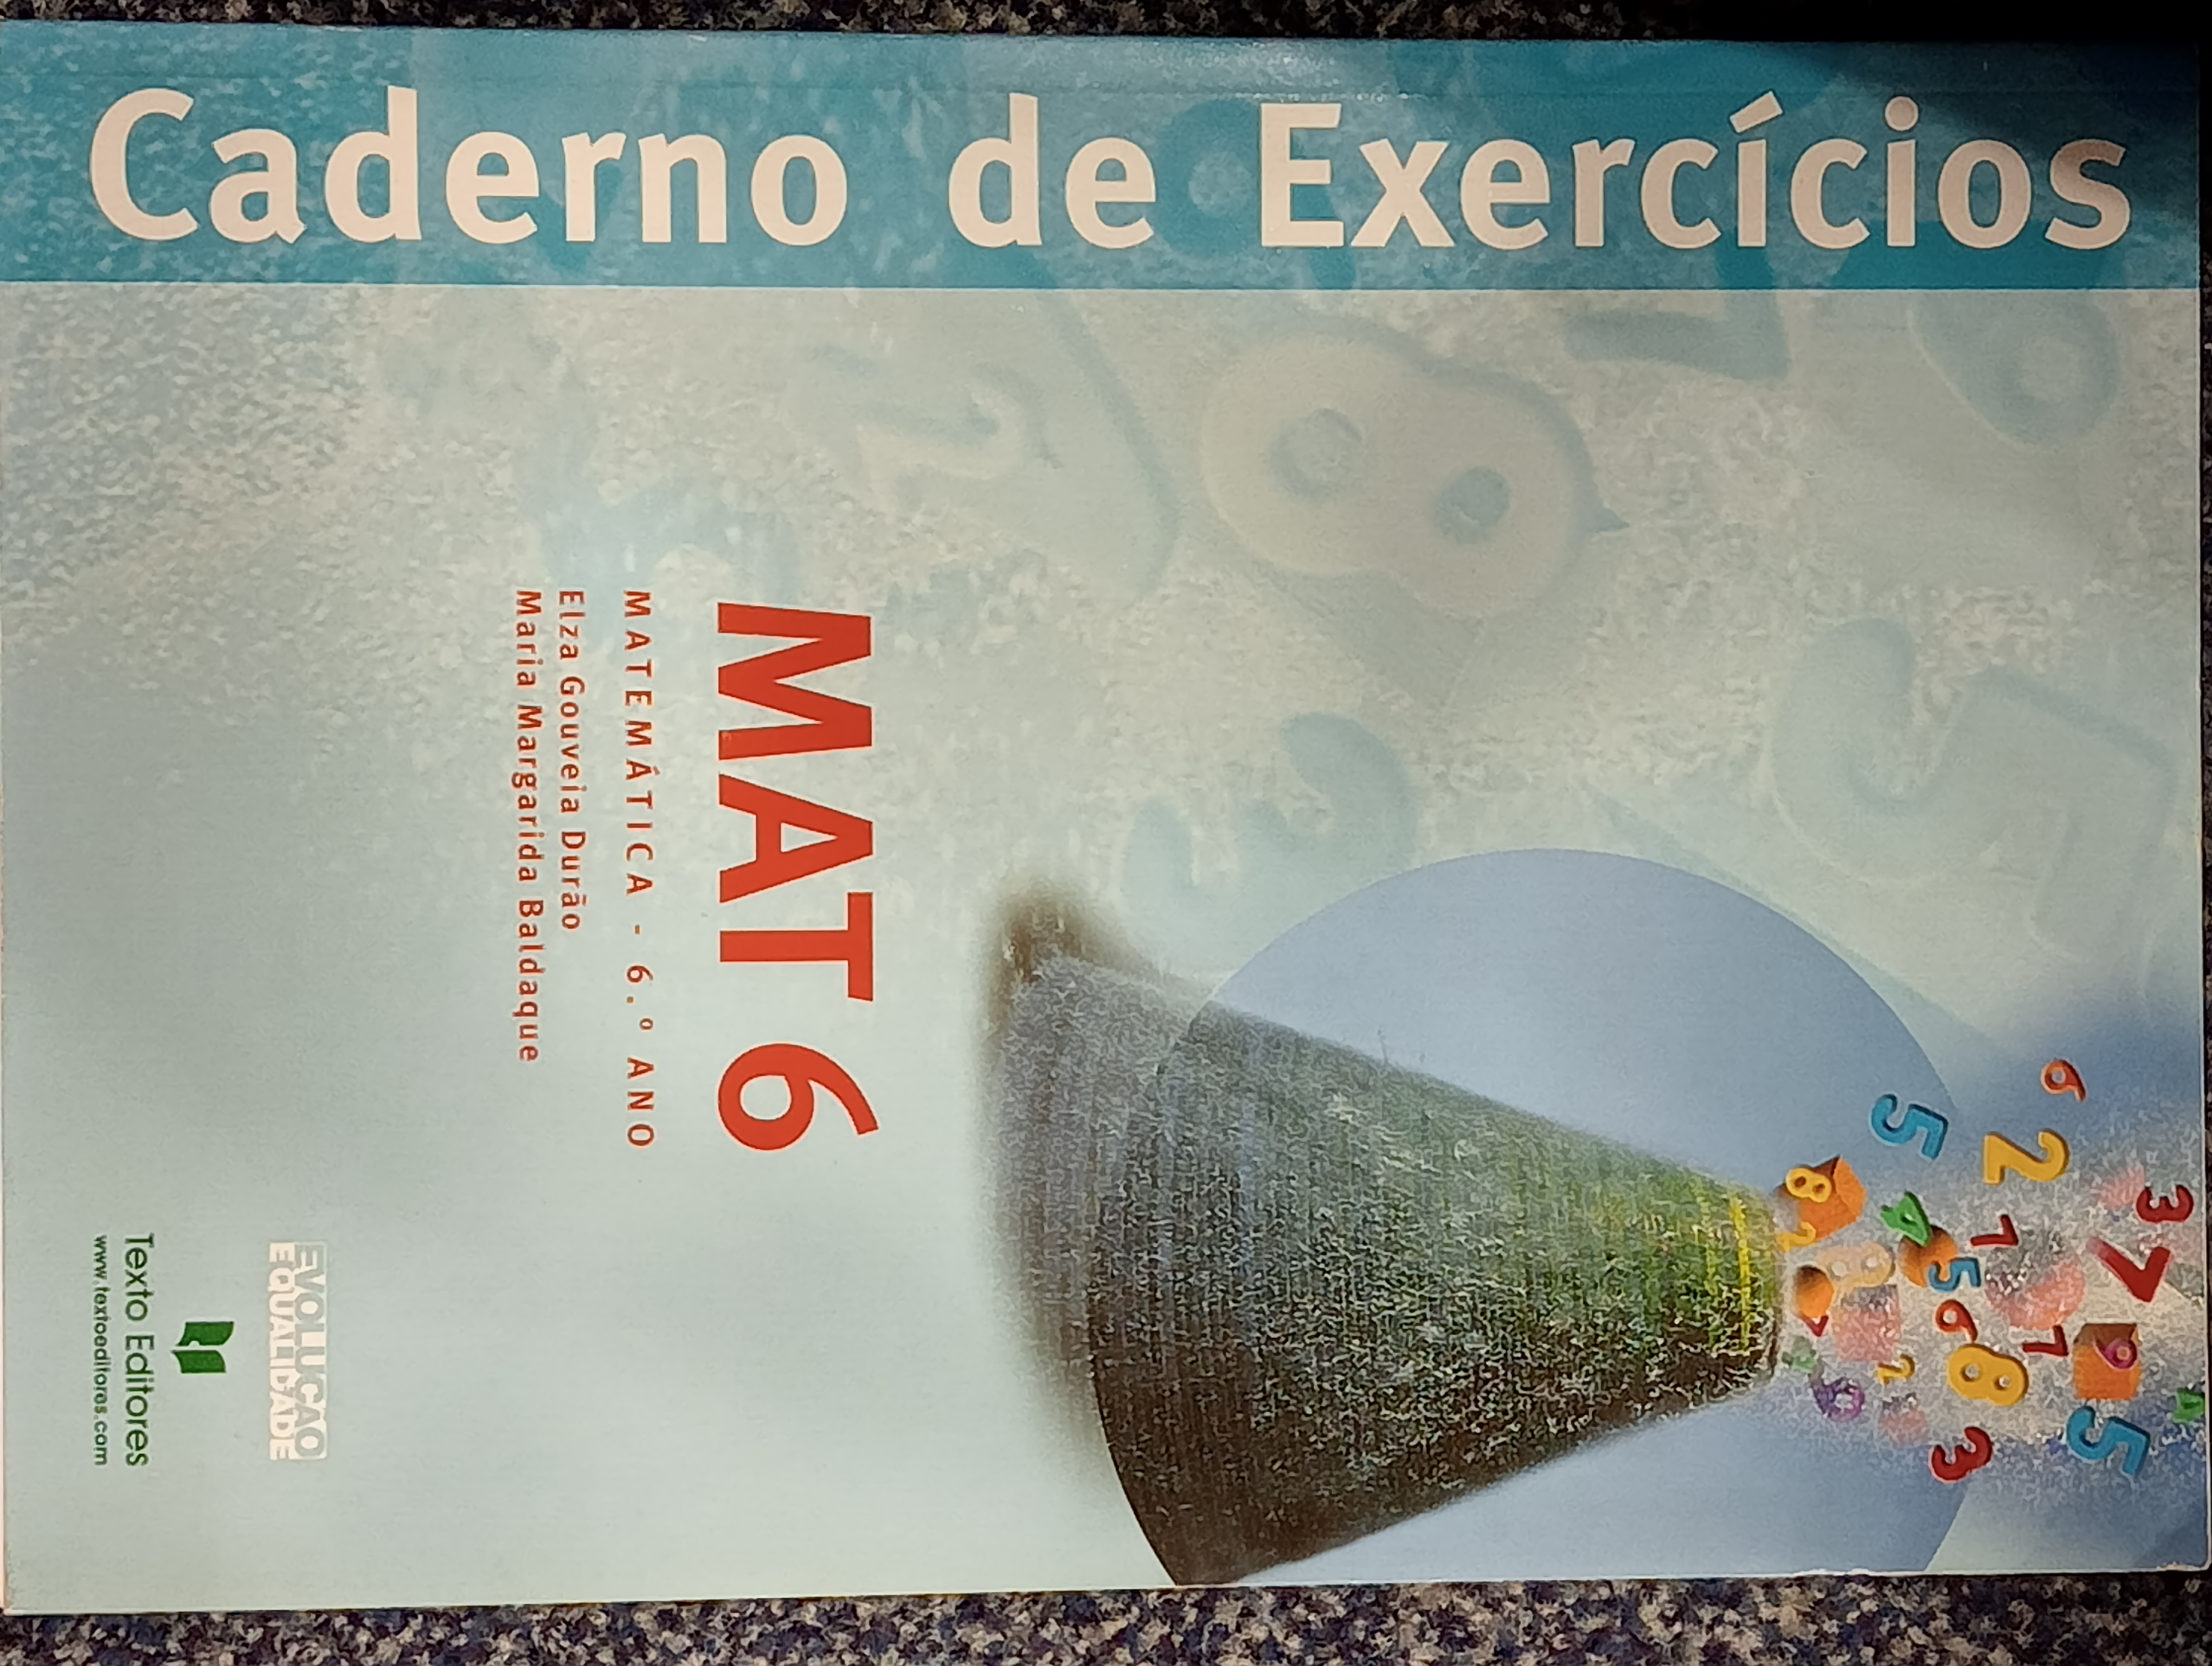 Caderno de Exercícios
MAT 6
MATEMÁTICA - 6.º ANO
Elza Gouveia Durão
Maria Margarida Baldaque
EVOLUÇÃO
E QUALIDADE
Texto Editores
www.textoeditores.com